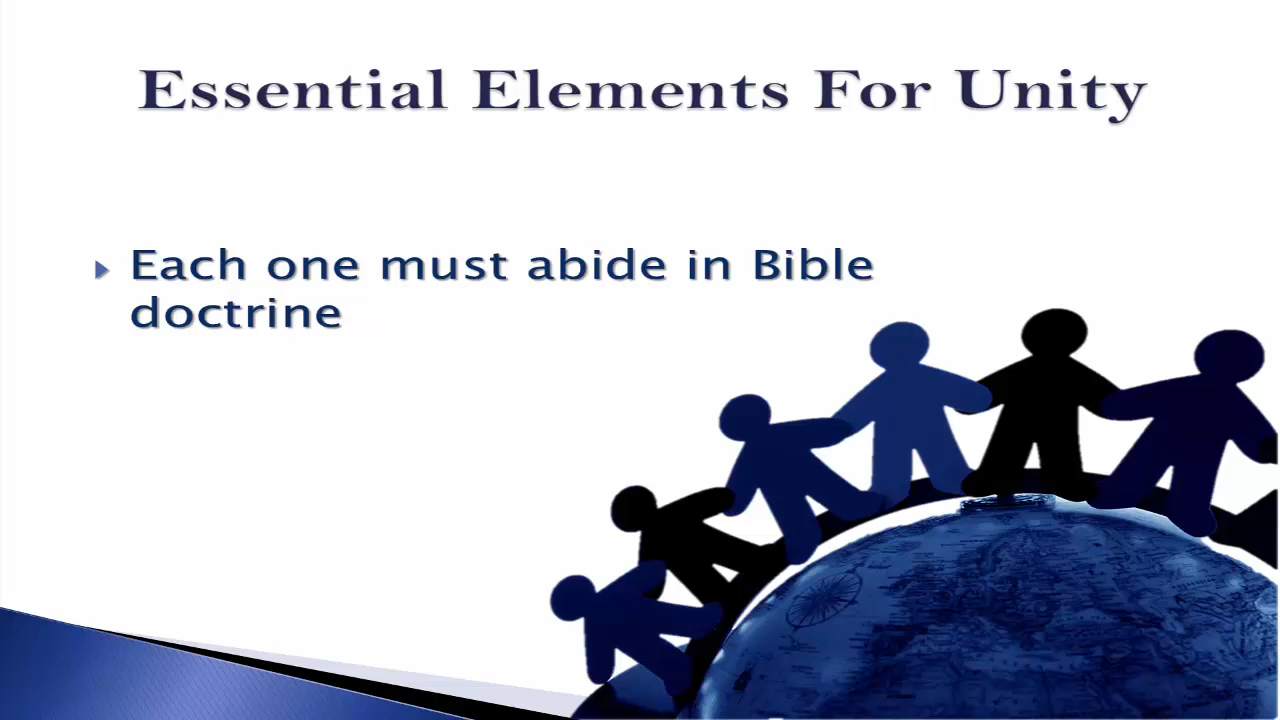 Essential Elements For Unity
Each one must abide in Bible
doctrine